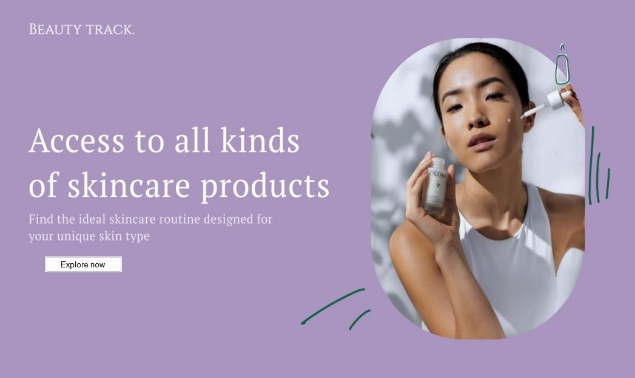 Beauty track.
Access to all kinds
of skincare products
Find the ideal skincare routine designed for
your unique skin type
Explore now